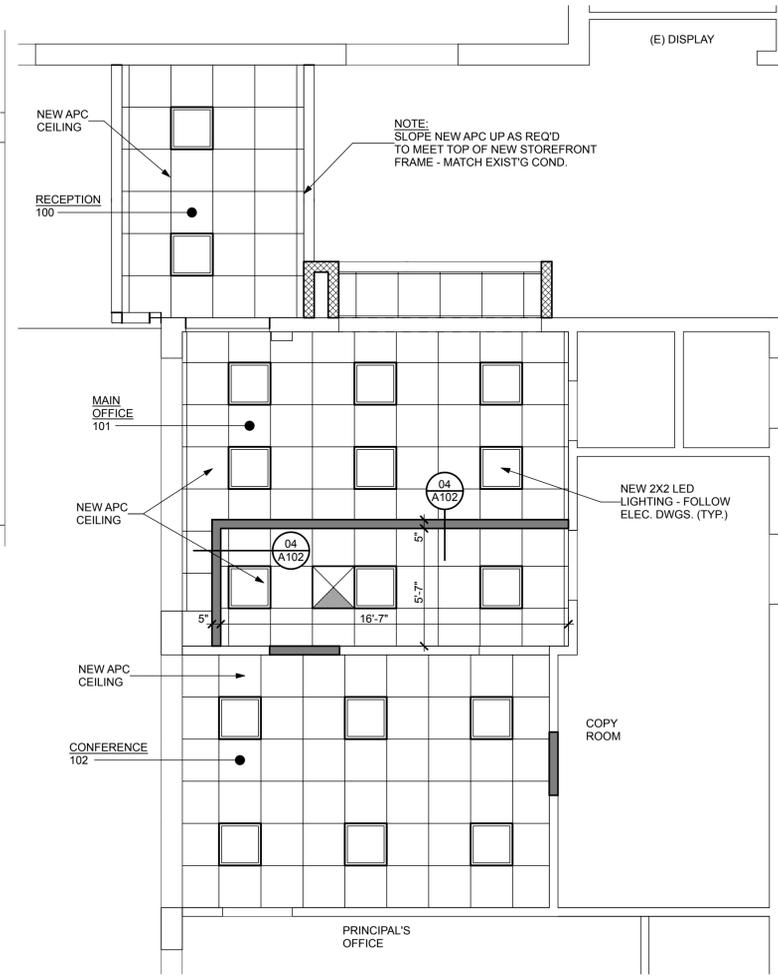 (E) DISPLAY
NEW APC
CEILING
NOTE:
SLOPE NEW APC UP AS REQ'D
TO MEET TOP OF NEW STOREFRONT
FRAME - MATCH EXIST'G COND.
RECEPTION
100
MAIN
OFFICE
101
NEW APC
CEILING
04
A102
NEW 2X2 LED
LIGHTING - FOLLOW
ELEC. DWGS. (TYP.)
04
A102
5"
5'-7"
5"
16'-7"
NEW APC
CEILING
CONFERENCE
102
COPY
ROOM
PRINCIPAL'S
OFFICE